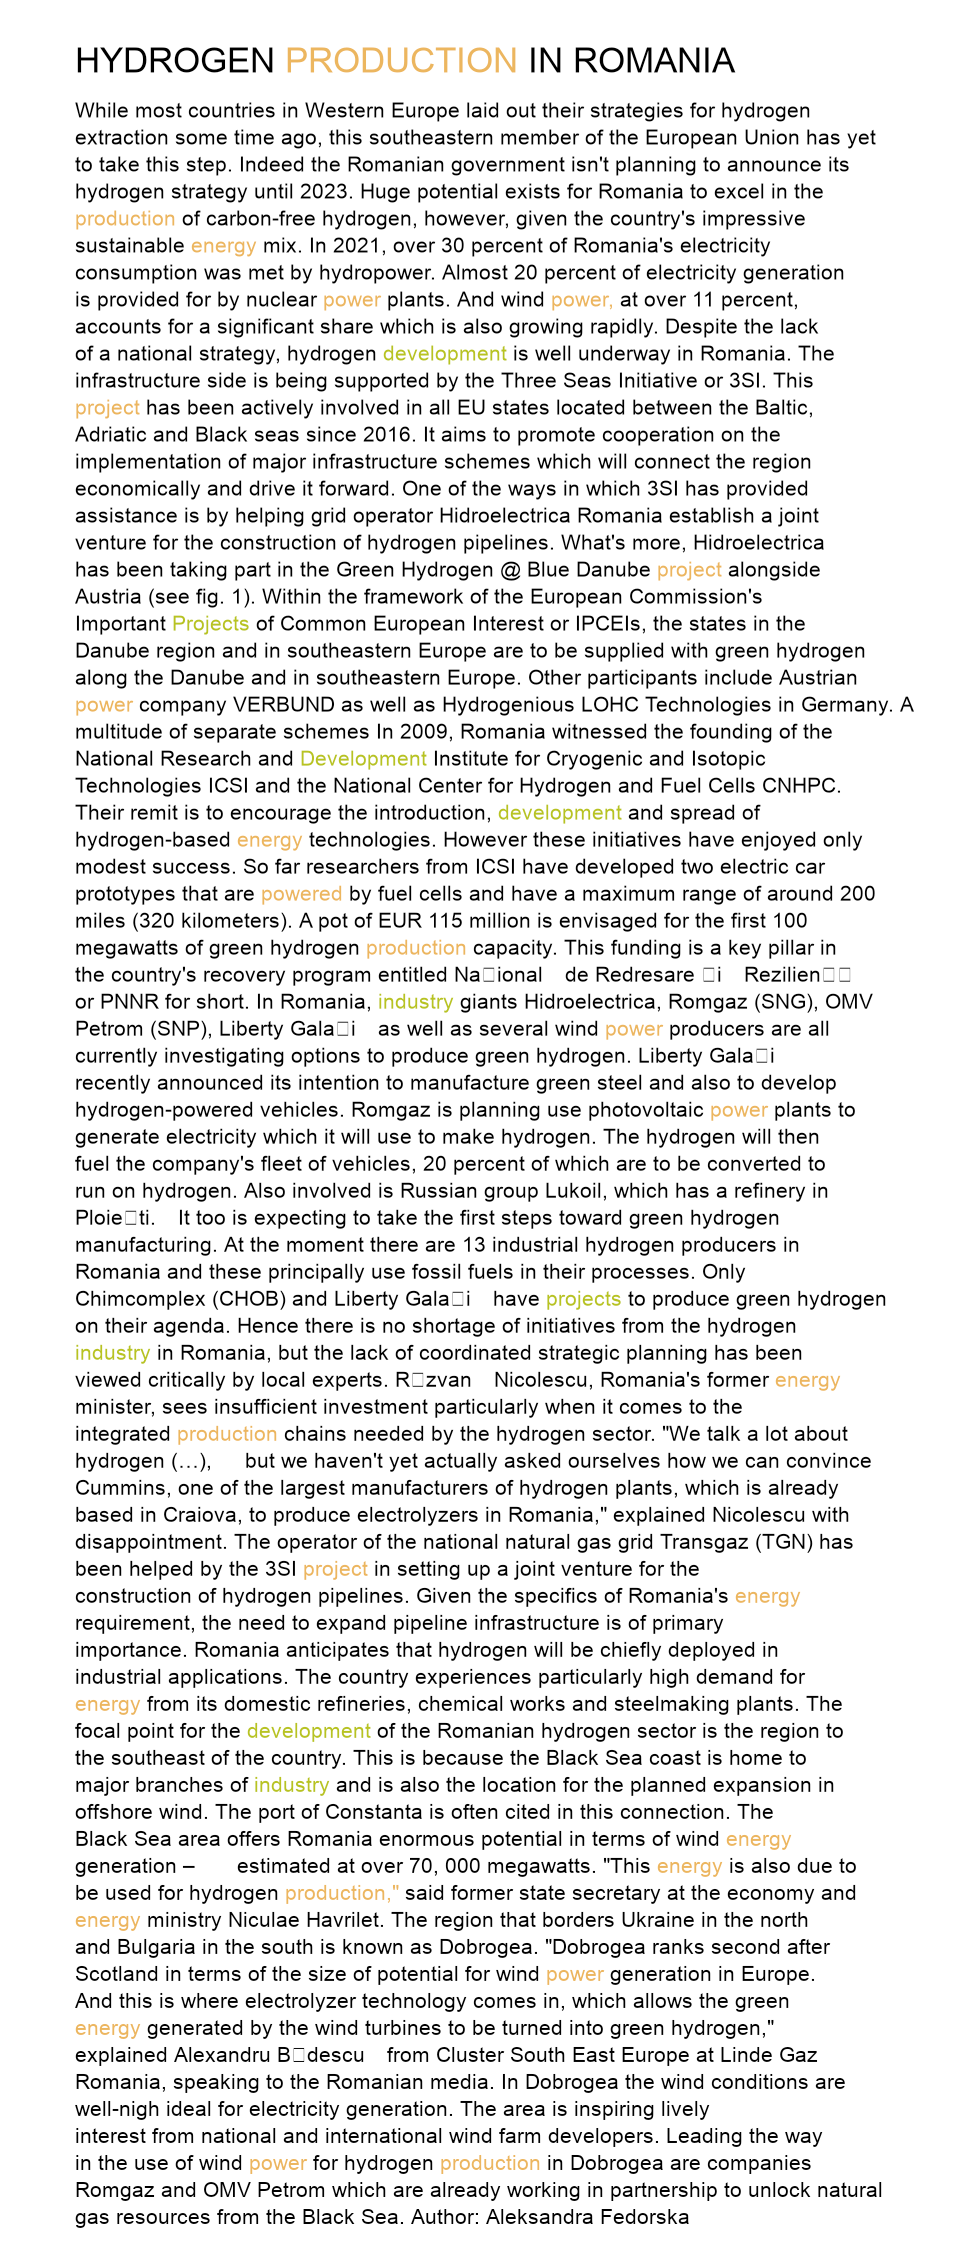 HYDROGEN PRODUCTION IN ROMANIA
While most countries in Western Europe laid out their strategies for hydrogen
extraction some time ago, this southeastern member of the European Union has yet
to take this step. Indeed the Romanian government isn't planning to announce its
hydrogen strategy until 2023. Huge potential exists for Romania to excel in the
production of carbon-free hydrogen, however, given the country's impressive
sustainable energy mix. In 2021, over 30 percent of Romania's electricity
consumption was met by hydropower. Almost 20 percent of electricity generation
is provided for by nuclear power plants. And wind power, at over 11 percent,
accounts for a significant share which is also growing rapidly. Despite the lack
of a national strategy, hydrogen development is well underway in Romania. The
infrastructure side is being supported by the Three Seas Initiative or 3SI. This
project has been actively involved in all EU states located between the Baltic,
Adriatic and Black seas since 2016. It aims to promote cooperation on the
implementation of major infrastructure schemes which will connect the region
economically and drive it forward. One of the ways in which 3SI has provided
assistance is by helping grid operator Hidroelectrica Romania establish a joint
venture for the construction of hydrogen pipelines. What's more, Hidroelectrica
has been taking part in the Green Hydrogen @ Blue Danube project alongside
Austria (see fig. 1). Within the framework of the European Commission's
Important Projects of Common European Interest or IPCEIs, the states in the
Danube region and in southeastern Europe are to be supplied with green hydrogen
along the Danube and in southeastern Europe. Other participants include Austrian
power company VERBUND as well as Hydrogenious LOHC Technologies in Germany. A
multitude of separate schemes In 2009, Romania witnessed the founding of the
National Research and Development Institute for Cryogenic and Isotopic
Technologies ICSI and the National Center for Hydrogen and Fuel Cells CNHPC.
Their remit is to encourage the introduction, development and spread of
hydrogen-based energy technologies. However these initiatives have enjoyed only
modest success. So far researchers from ICSI have developed two electric car
prototypes that are powered by fuel cells and have a maximum range of around 200
miles (320 kilometers). A pot of EUR 115 million is envisaged for the first 100
megawatts of green hydrogen production capacity. This funding is a key pillar in
the country's recovery program entitled Na□ional de Redresare □i Rezilien□□
or PNNR for short. In Romania, industry giants Hidroelectrica, Romgaz (SNG), OMV
Petrom (SNP), Liberty Gala□i as well as several wind power producers are all
currently investigating options to produce green hydrogen. Liberty Gala□i
recently announced its intention to manufacture green steel and also to develop
hydrogen-powered vehicles. Romgaz is planning use photovoltaic power plants to
generate electricity which it will use to make hydrogen. The hydrogen will then
fuel the company's fleet of vehicles, 20 percent of which are to be converted to
run on hydrogen. Also involved is Russian group Lukoil, which has a refinery in
Ploie□ti. It too is expecting to take the first steps toward green hydrogen
manufacturing. At the moment there are 13 industrial hydrogen producers in
Romania and these principally use fossil fuels in their processes. Only
Chimcomplex (CHOB) and Liberty Gala□i have projects to produce green hydrogen
on their agenda. Hence there is no shortage of initiatives from the hydrogen
industry in Romania, but the lack of coordinated strategic planning has been
viewed critically by local experts. R□zvan Nicolescu, Romania's former energy
minister, sees insufficient investment particularly when it comes to the
integrated production chains needed by the hydrogen sector. "We talk a lot about
hydrogen (…), but we haven't yet actually asked ourselves how we can convince
Cummins, one of the largest manufacturers of hydrogen plants, which is already
based in Craiova, to produce electrolyzers in Romania," explained Nicolescu with
disappointment. The operator of the national natural gas grid Transgaz (TGN) has
been helped by the 3SI project in setting up a joint venture for the
construction of hydrogen pipelines. Given the specifics of Romania's energy
requirement, the need to expand pipeline infrastructure is of primary
importance. Romania anticipates that hydrogen will be chiefly deployed in
industrial applications. The country experiences particularly high demand for
energy from its domestic refineries, chemical works and steelmaking plants. The
focal point for the development of the Romanian hydrogen sector is the region to
the southeast of the country. This is because the Black Sea coast is home to
major branches of industry and is also the location for the planned expansion in
offshore wind. The port of Constanta is often cited in this connection. The
Black Sea area offers Romania enormous potential in terms of wind energy
generation – estimated at over 70, 000 megawatts. "This energy is also due to
be used for hydrogen production," said former state secretary at the economy and
energy ministry Niculae Havrilet. The region that borders Ukraine in the north
and Bulgaria in the south is known as Dobrogea. "Dobrogea ranks second after
Scotland in terms of the size of potential for wind power generation in Europe.
And this is where electrolyzer technology comes in, which allows the green
energy generated by the wind turbines to be turned into green hydrogen,"
explained Alexandru B□descu from Cluster South East Europe at Linde Gaz
Romania, speaking to the Romanian media. In Dobrogea the wind conditions are
well-nigh ideal for electricity generation. The area is inspiring lively
interest from national and international wind farm developers. Leading the way
in the use of wind power for hydrogen production in Dobrogea are companies
Romgaz and OMV Petrom which are already working in partnership to unlock natural
gas resources from the Black Sea. Author: Aleksandra Fedorska